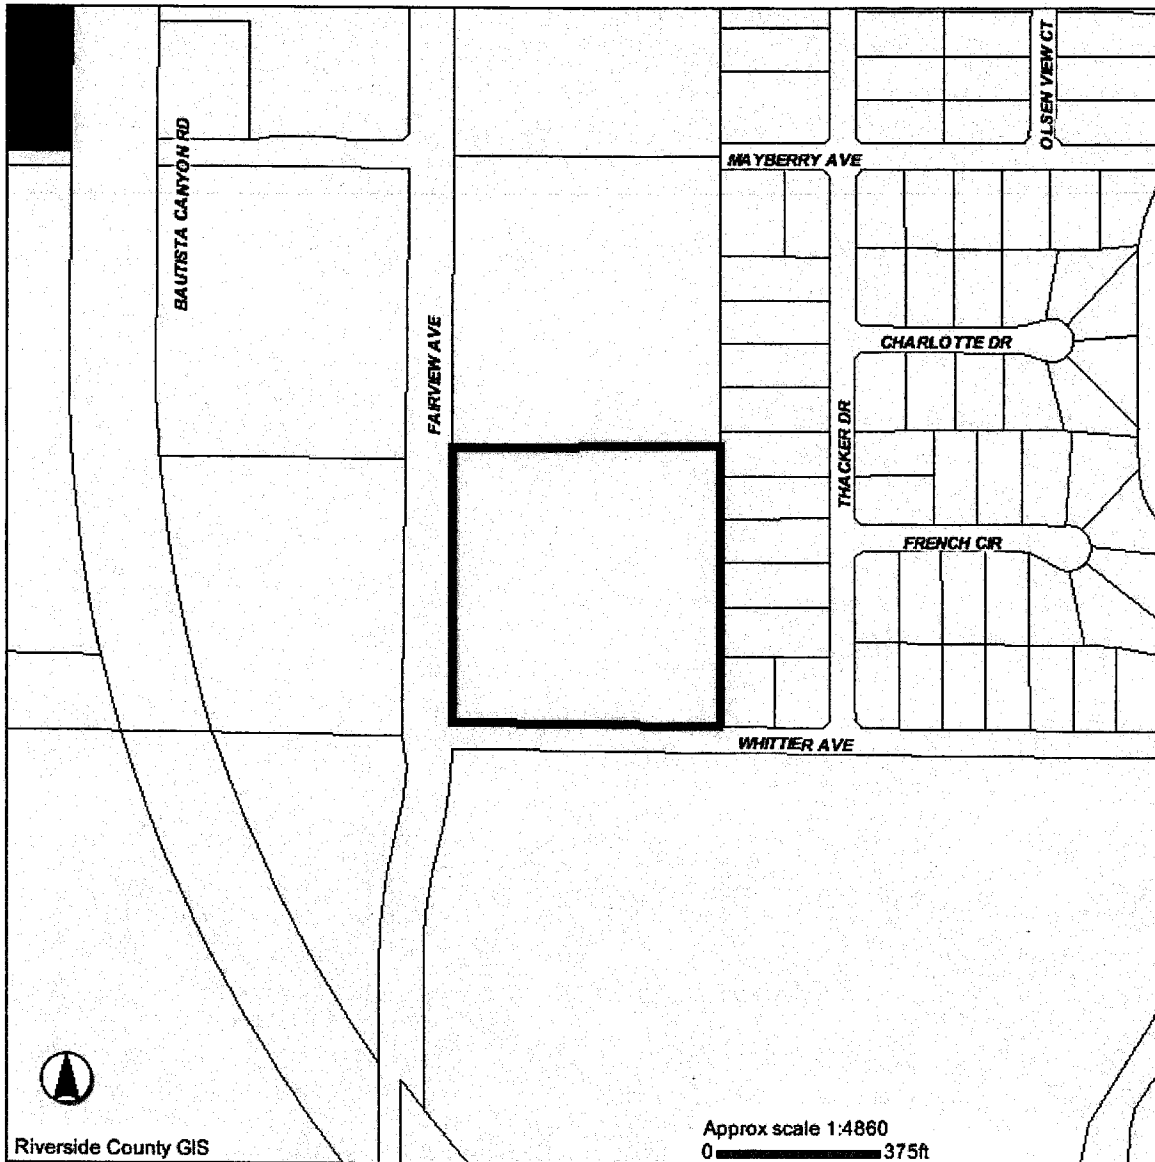 OLSEN VIEW CT
BAUTISTA CANYON RD
MAYBERRY AVE
FAIRVIEW AVE
CHARLOTTE DR
THACKER DR
FRENCH CIR
WHITTIER AVE
Riverside County GIS
Approx scale 1:4860
0 375ft